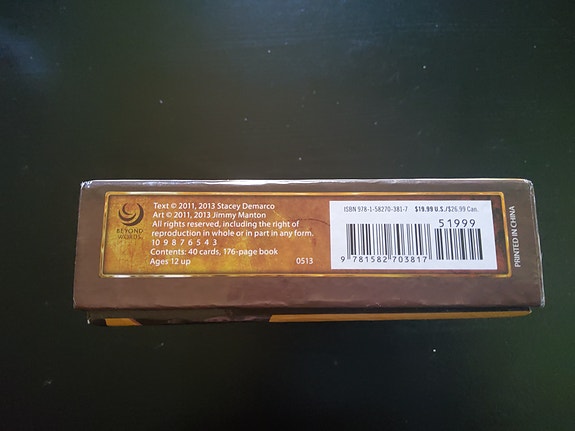 BEYOND
WORDS
Text © 2011, 2013 Stacey Demarco
Art © 2011, 2013 Jimmy Manton
All rights reserved, including the right of
reproduction in whole or in part in any form.
10 9 8 7 6 5 4 3
Contents: 40 cards, 176-page book
Ages 12 up
0513
ISBN 978-1-58270-381-7 $19.99 U.S./$26.99 Can.
51999
9 781582 703817
PRINTED IN CHINA